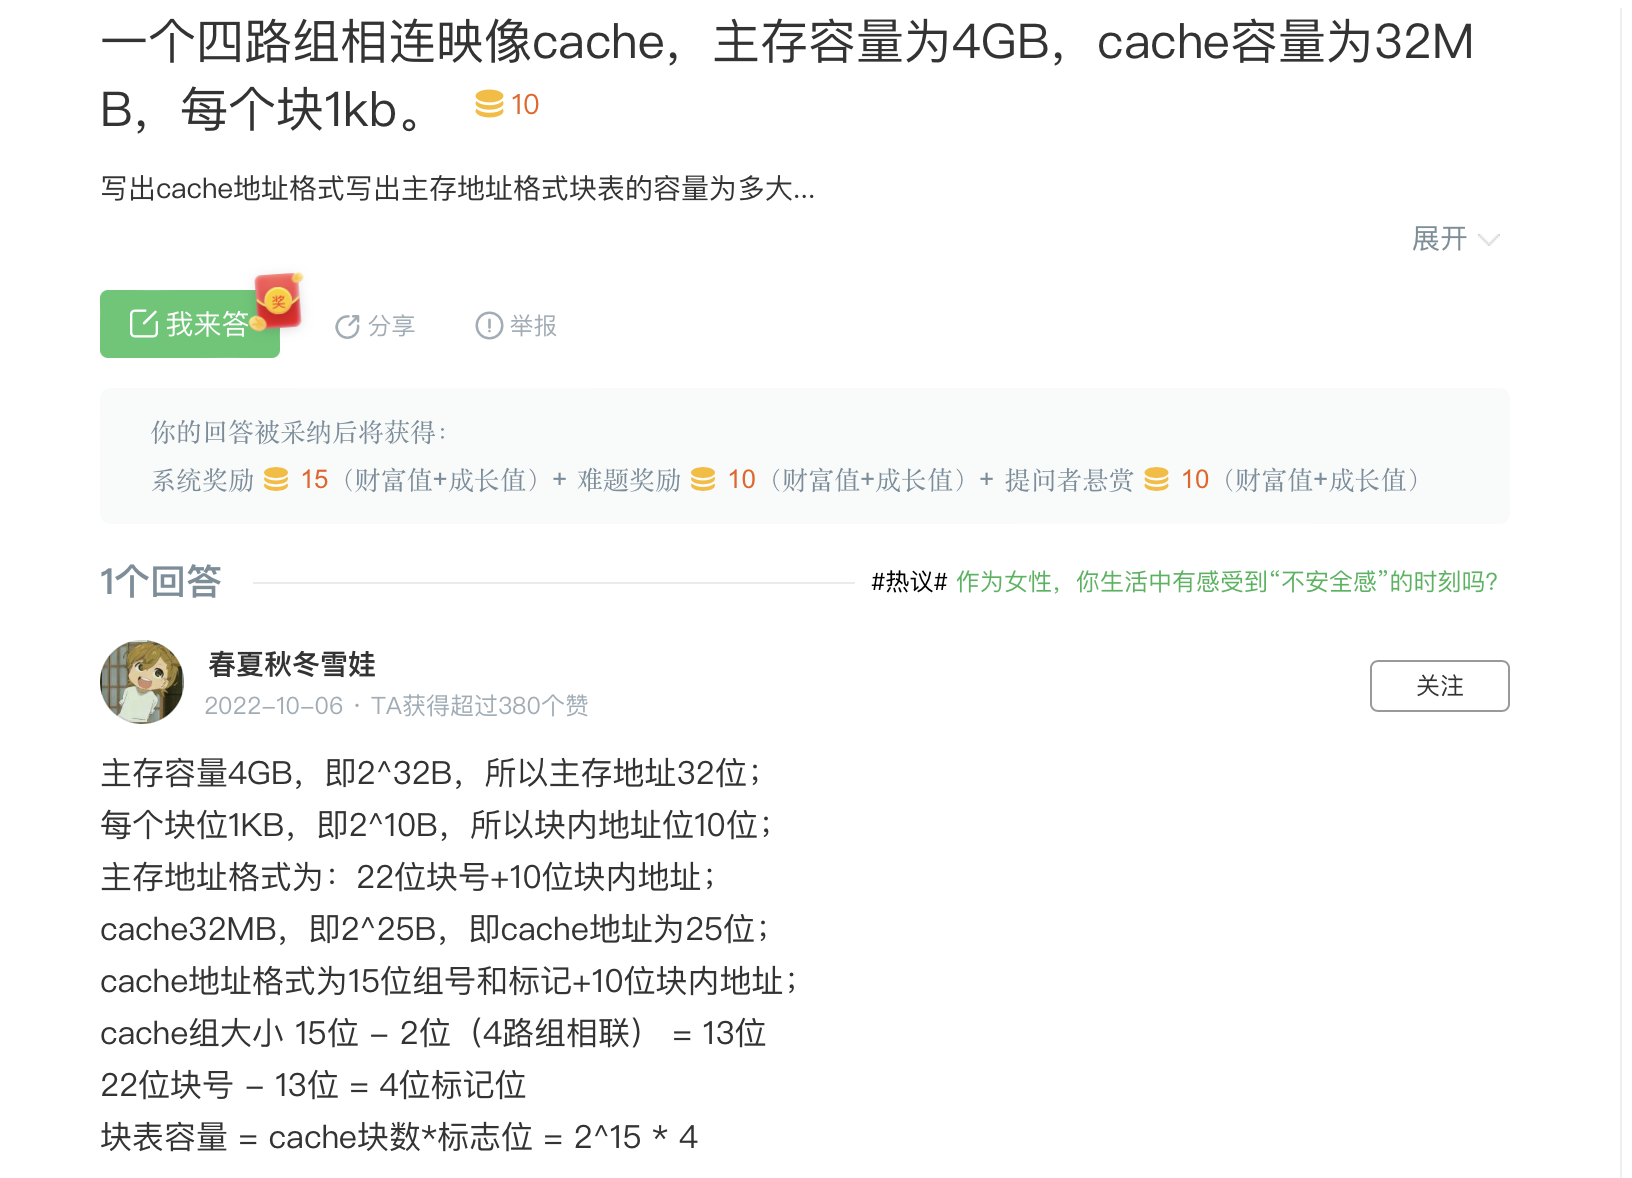 一个四路组相连映像cache，主存容量为4GB，cache容量为32M
B，每个块1kb。 10
写出cache地址格式写出主存地址格式块表的容量为多大...
展开
我来答 奖 分享 举报
你的回答被采纳后将获得：
系统奖励 15（财富值+成长值）+ 难题奖励 10（财富值+成长值）+ 提问者悬赏 10（财富值+成长值）
1个回答 #热议# 作为女性，你生活中有感受到“不安全感”的时刻吗？
春夏秋冬雪娃
2022-10-06 · TA获得超过380个赞
关注
主存容量4GB，即2^32B，所以主存地址32位；
每个块位1KB，即2^10B，所以块内地址位10位；
主存地址格式为：22位块号+10位块内地址；
cache32MB，即2^25B，即cache地址为25位；
cache地址格式为15位组号和标记+10位块内地址；
cache组大小 15位 – 2位（4路组相联） = 13位
22位块号 – 13位 = 4位标记位
块表容量 = cache块数*标志位 = 2^15 * 4